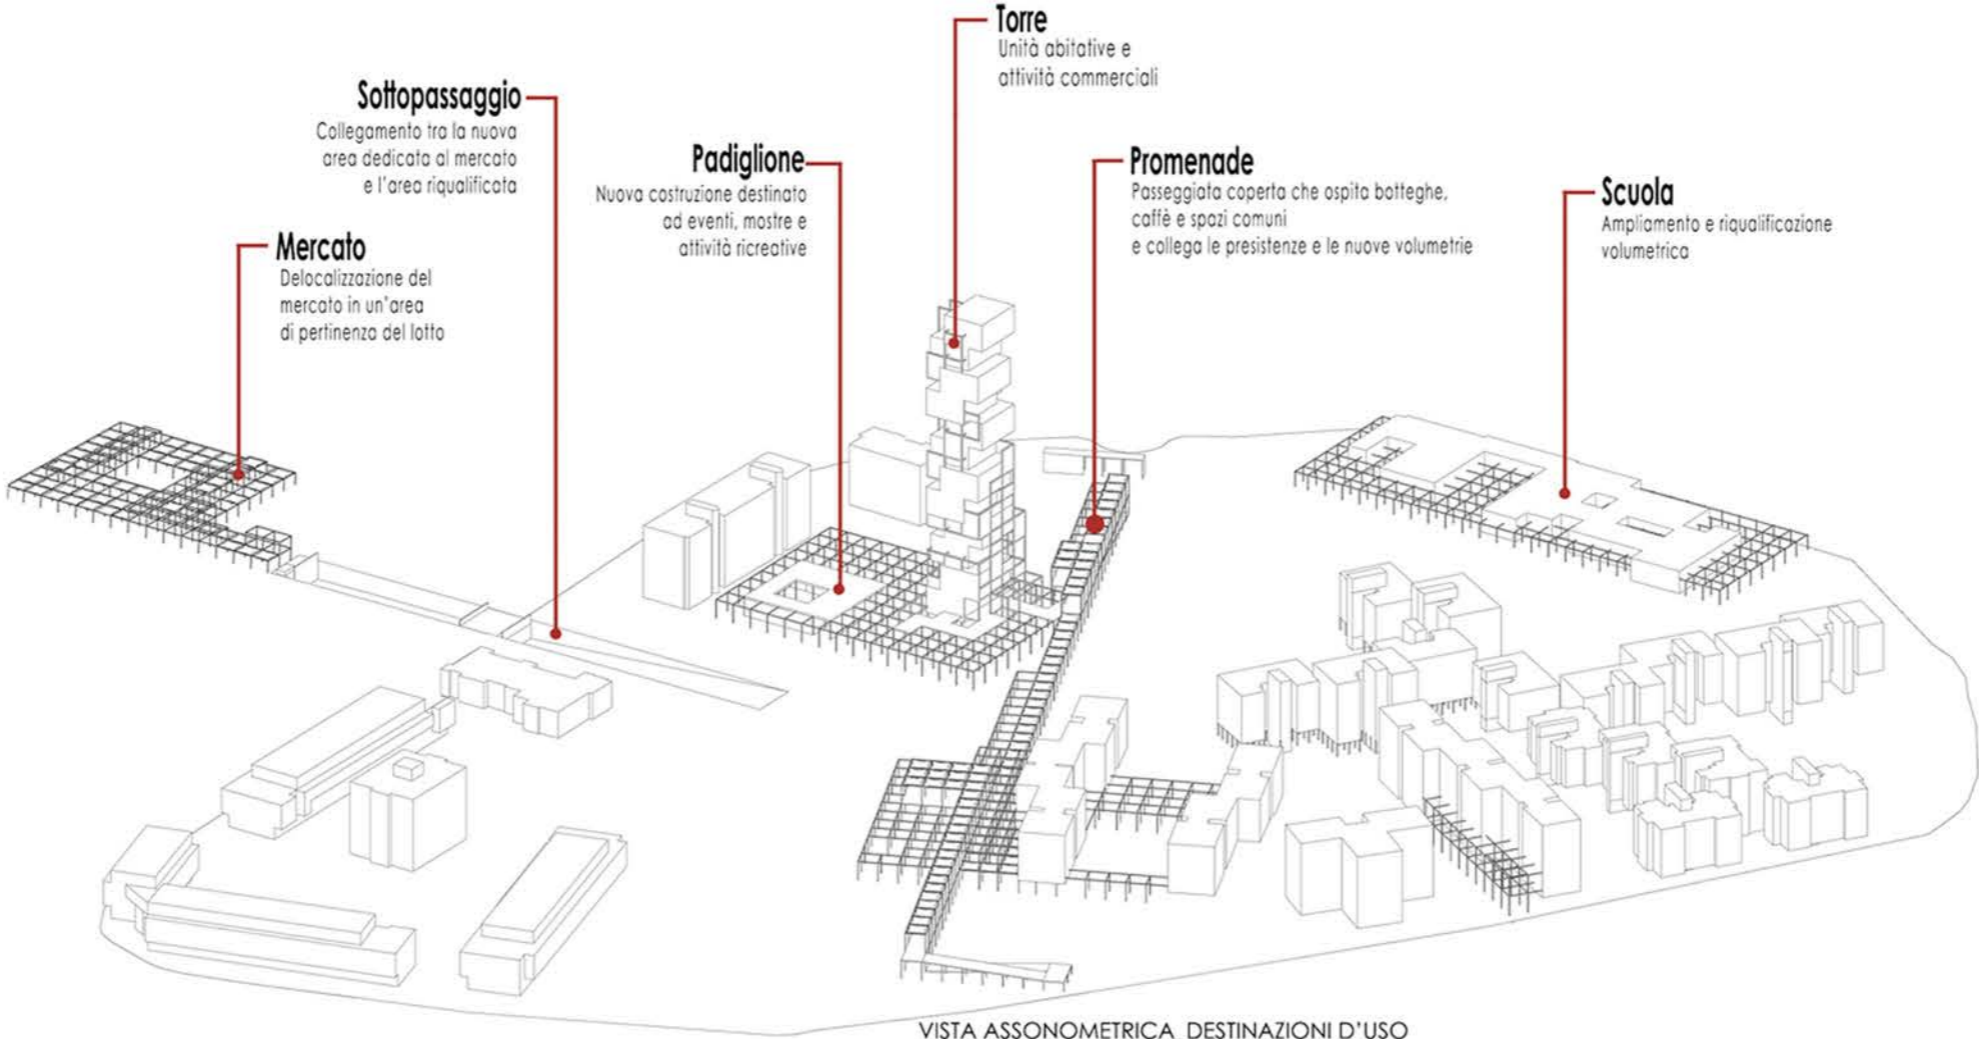 Torre
Unità abitative e
attività commerciali
Sottopassaggio
Collegamento tra la nuova
area dedicata al mercato
e l'area riqualificata
Padiglione
Nuova costruzione destinato
ad eventi, mostre e
attività ricreative
Promenade
Passeggiata coperta che ospita botteghe,
caffè e spazi comuni
e collega le presistenze e le nuove volumetrie
Scuola
Ampliamento e riqualificazione
volumetrica
Mercato
Delocalizzazione del
mercato in un'area
di pertinenza del lotto
VISTA ASSONOMETRICA DESTINAZIONI D'USO